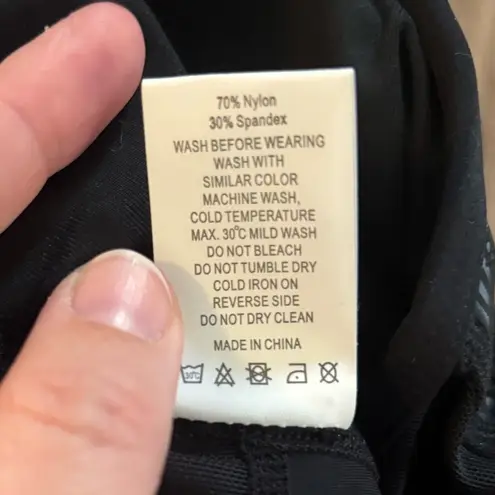 70% Nylon
30% Spandex
WASH BEFORE WEARING
WASH WITH
SIMILAR COLOR
MACHINE WASH,
COLD TEMPERATURE
MAX. 30℃ MILD WASH
DO NOT BLEACH
DO NOT TUMBLE DRY
COLD IRON ON
REVERSE SIDE
DO NOT DRY CLEAN
MADE IN CHINA
30℃